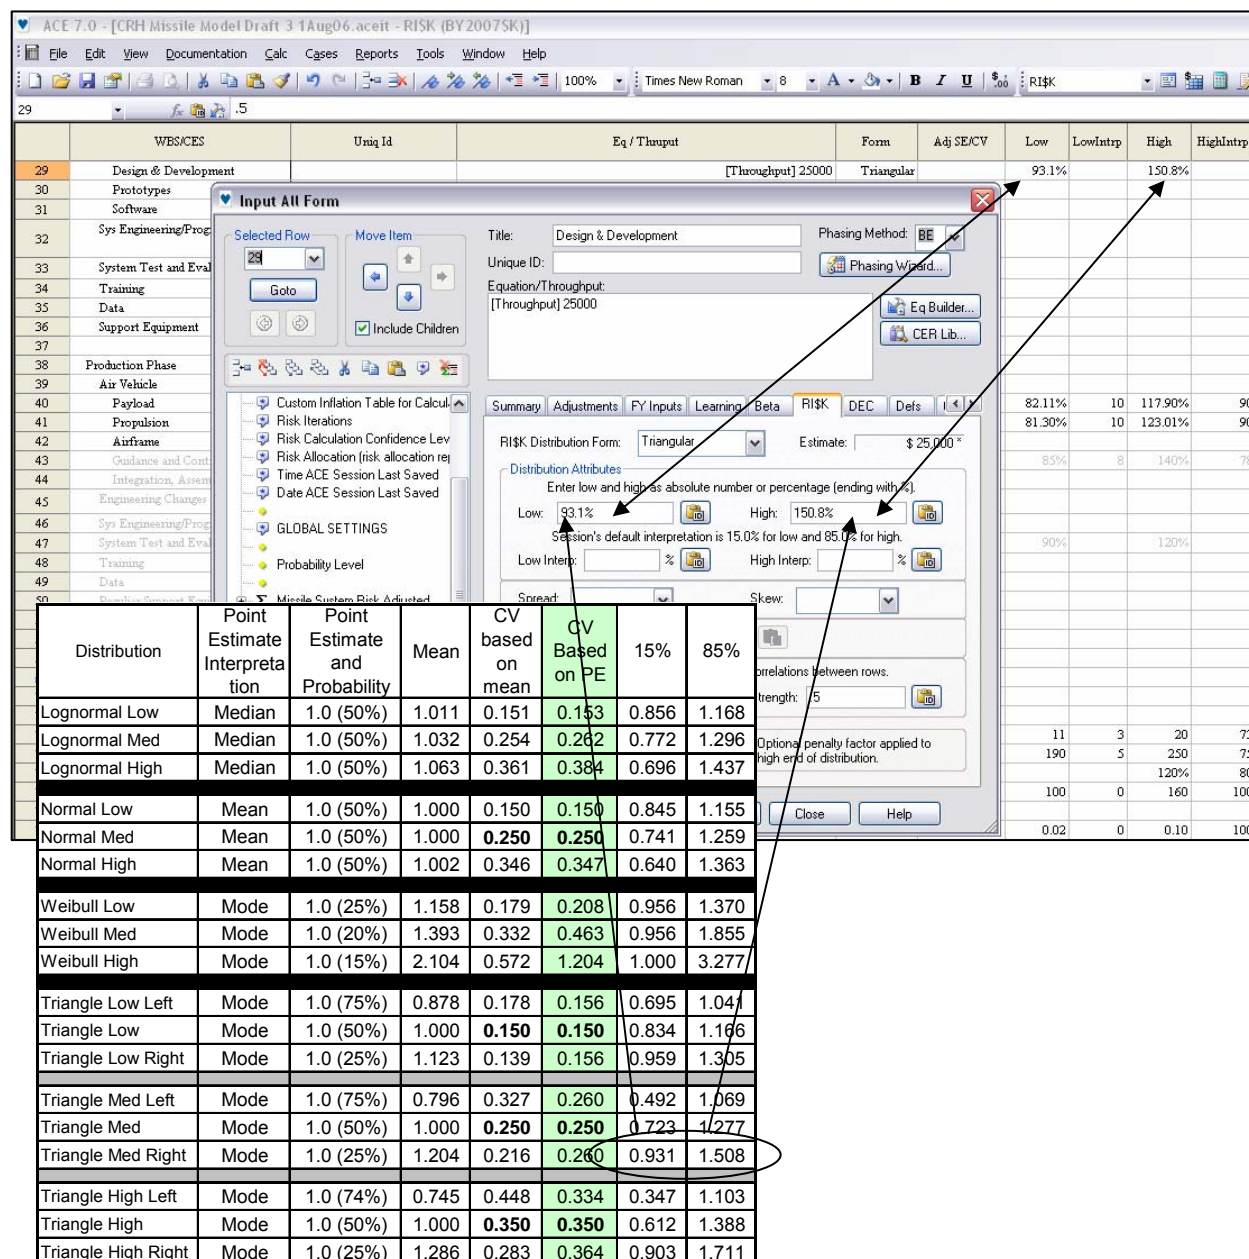 ACE 7.0 - [CRH Missile Model Draft 3 1Aug06.aceit - RI$K (BY2007$K)]
File Edit View Documentation Calc Cases Reports Tools Window Help
100% Times New Roman 8 A B I U RI$K
29 fx .5
WBS/CES Uniq Id Eq / Thruput Form Adj SE/CV Low LowIntrp High HighIntrp
29 Design & Development [Throughput] 25000 Triangular 93.1% 150.8%
30 Prototypes
31 Software
32 Sys Engineering/Prog
33 System Test and Eval
34 Training
35 Data
36 Support Equipment
37
38 Production Phase
39 Air Vehicle
40 Payload 82.11% 10 117.90% 90
41 Propulsion 81.30% 10 123.01% 90
42 Airframe
43 Guidance and Cont 85% 8 140% 78
44 Integration, Assem
45 Engineering Changes
46 Sys Engineering/Prog
47 System Test and Eval 90% 120%
48 Training
49 Data
50 Peculiar Support Equi
11 3 20
190 5 250
120% 80
100 0 160 100
0.02 0 0.10 100
Input All Form
Selected Row
29
Goto
Move Item
Include Children
Title: Design & Development
Phasing Method: BE
Unique ID:
Phasing Wizard...
Equation/Throughput:
[Throughput] 25000
Eq Builder...
CER Lib...
Custom Inflation Table for Calcul
Risk Iterations
Risk Calculation Confidence Lev
Risk Allocation (risk allocation re
Time ACE Session Last Saved
Date ACE Session Last Saved
GLOBAL SETTINGS
Probability Level
Missile System Risk Adjusted
Summary Adjustments FY Inputs Learning Beta RI$K DEC Defs
RI$K Distribution Form: Triangular Estimate: $ 25,000 *
Distribution Attributes
Enter low and high as absolute number or percentage (ending with %).
Low: 93.1% High: 150.8%
Session's default interpretation is 15.0% for low and 85.0% for high.
Low Interp: % High Interp: %
Spread: Skew:
orrelations between rows.
trength: .5
Optional penalty factor applied to
high end of distribution.
Close Help
Distribution Point Estimate Interpreta tion Point Estimate and Probability Mean CV based on mean CV Based on PE 15% 85%
Lognormal Low Median 1.0 (50%) 1.011 0.151 0.153 0.856 1.168
Lognormal Med Median 1.0 (50%) 1.032 0.254 0.262 0.772 1.296
Lognormal High Median 1.0 (50%) 1.063 0.361 0.384 0.696 1.437
Normal Low Mean 1.0 (50%) 1.000 0.150 0.150 0.845 1.155
Normal Med Mean 1.0 (50%) 1.000 0.250 0.250 0.741 1.259
Normal High Mean 1.0 (50%) 1.002 0.346 0.347 0.640 1.363
Weibull Low Mode 1.0 (25%) 1.158 0.179 0.208 0.956 1.370
Weibull Med Mode 1.0 (20%) 1.393 0.332 0.463 0.956 1.855
Weibull High Mode 1.0 (15%) 2.104 0.572 1.204 1.000 3.277
Triangle Low Left Mode 1.0 (75%) 0.878 0.178 0.156 0.695 1.041
Triangle Low Mode 1.0 (50%) 1.000 0.150 0.150 0.834 1.166
Triangle Low Right Mode 1.0 (25%) 1.123 0.139 0.156 0.959 1.305
Triangle Med Left Mode 1.0 (75%) 0.796 0.327 0.260 0.492 1.069
Triangle Med Mode 1.0 (50%) 1.000 0.250 0.250 0.723 1.277
Triangle Med Right Mode 1.0 (25%) 1.204 0.216 0.260 0.931 1.508
Triangle High Left Mode 1.0 (74%) 0.745 0.448 0.334 0.347 1.103
Triangle High Mode 1.0 (50%) 1.000 0.350 0.350 0.612 1.388
Triangle High Right Mode 1.0 (25%) 1.286 0.283 0.364 0.903 1.711